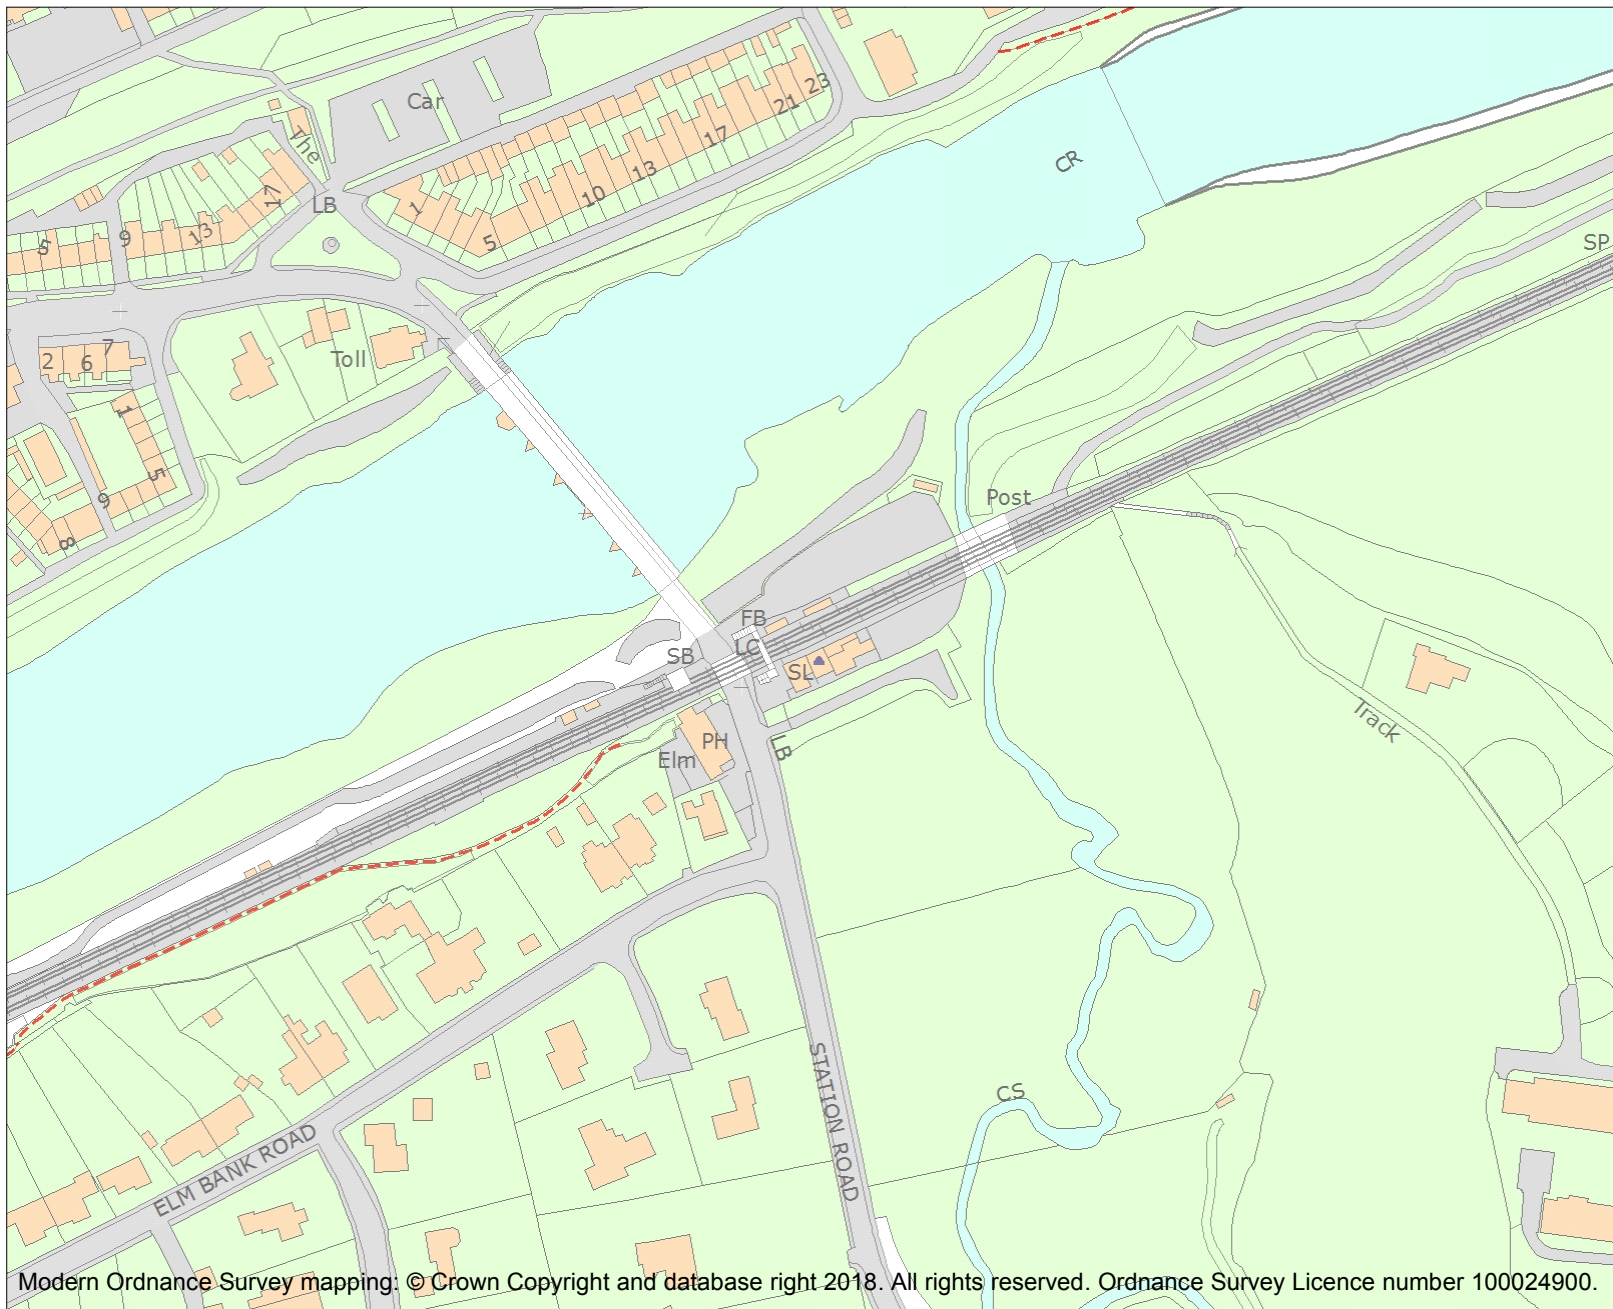 Car
The
17
LB
23
21
17
13
10
5
1
CR
S
9
13
SP
Toll
2
6
7
1
5
9
8
Post
FB
LC
SB
SL
PH
LB
Elm
Track
CS
STATION ROAD
ELM BANK ROAD
Modern Ordnance Survey mapping: © Crown Copyright and database right 2018. All rights reserved. Ordnance Survey Licence number 100024900.